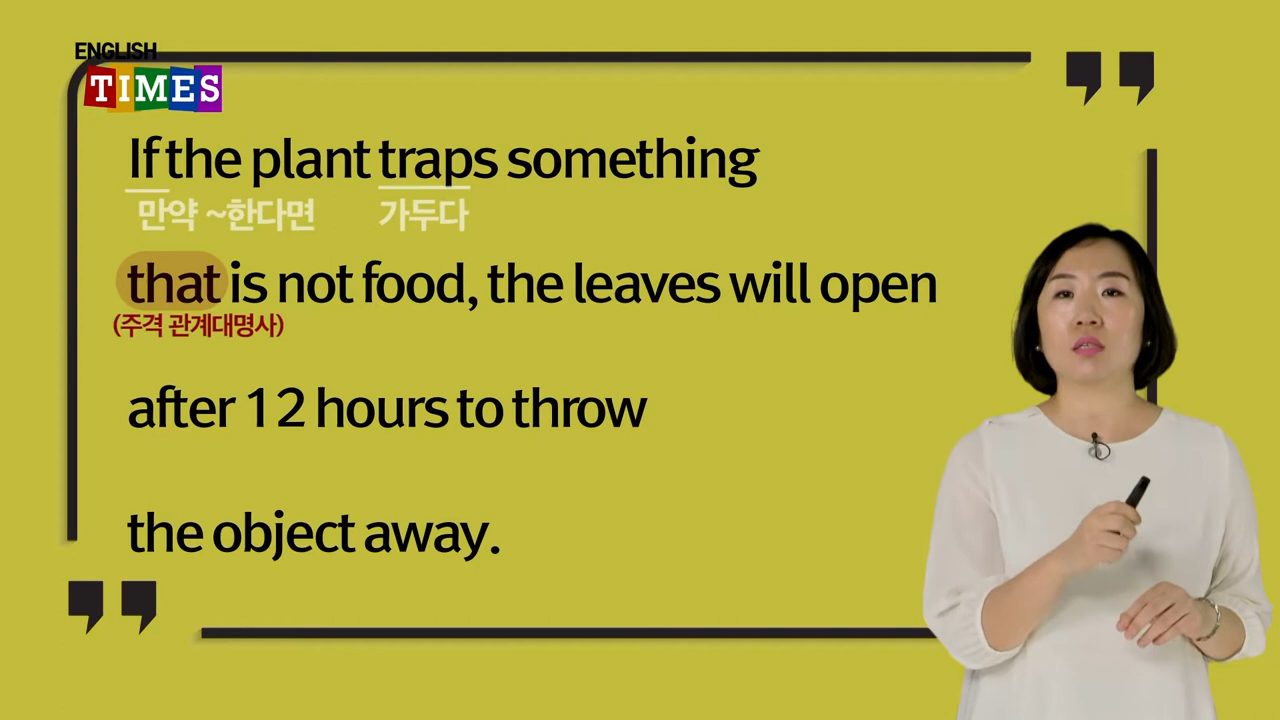 ENGLISH
TIMES
If the plant traps something
만약 ~한다면 가두다
that is not food, the leaves will open
(주격 관계대명사)
after 12 hours to throw
the object away.